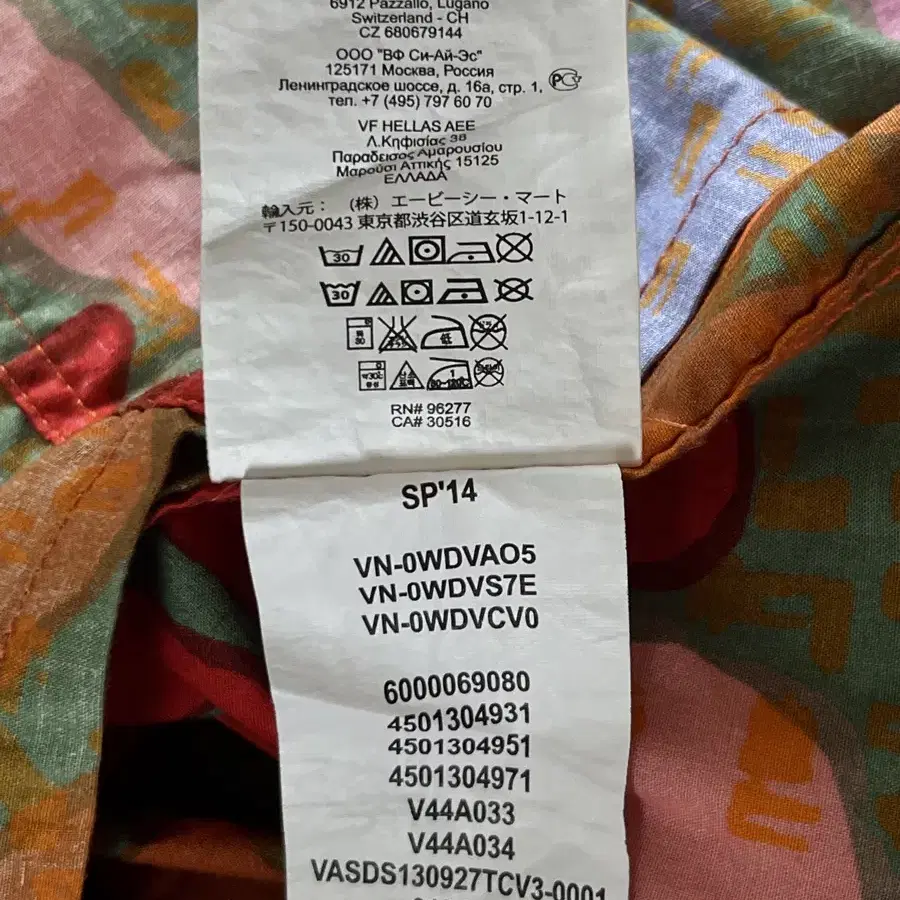 6912 Pazzallo, Lugano
Switzerland - CH
CZ 680679144
ООО "ВФ Си-Ай-Эс"
125171 Москва, Россия
Ленинградское шоссе, д. 16а, стр. 1,
тел. +7 (495) 797 60 70
VF HELLAS AEE
Λ.Κηφισίας 38
Παραδεισος Αμαρουσίου
Μαρούσι Αττικής 15125
ΕΛΛΑΔΑ
輸入元： （株）エービーシー・マート
〒150-0043 東京都渋谷区道玄坂1-12-1
30
30
低
RN# 96277
CA# 30516
SP'14
VN-0WDVAO5
VN-0WDVS7E
VN-0WDVCV0
6000069080
4501304931
4501304951
4501304971
V44A033
V44A034
VASDS130927TCV3-0001